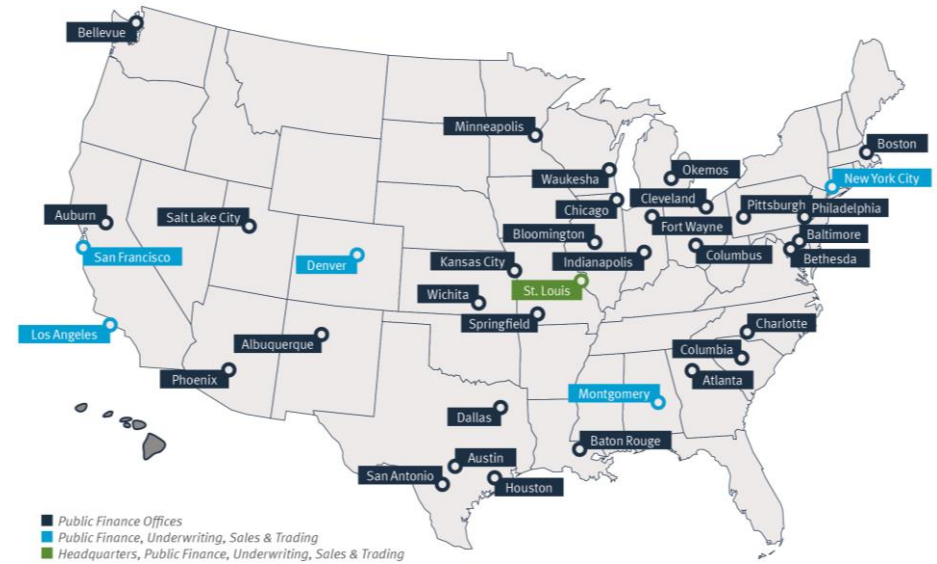 Bellevue
Minneapolis
Boston
Waukesha
Okemos
New York City
Chicago
Cleveland
Pittsburgh
Philadelphia
Auburn
Salt Lake City
Fort Wayne
Bloomington
Baltimore
San Francisco
Denver
Kansas City
Indianapolis
Columbus
Bethesda
St. Louis
Wichita
Springfield
Charlotte
Los Angeles
Albuquerque
Columbia
Phoenix
Atlanta
Montgomery
Dallas
Baton Rouge
Austin
San Antonio
Houston
Public Finance Offices
Public Finance, Underwriting, Sales & Trading
Headquarters, Public Finance, Underwriting, Sales & Trading